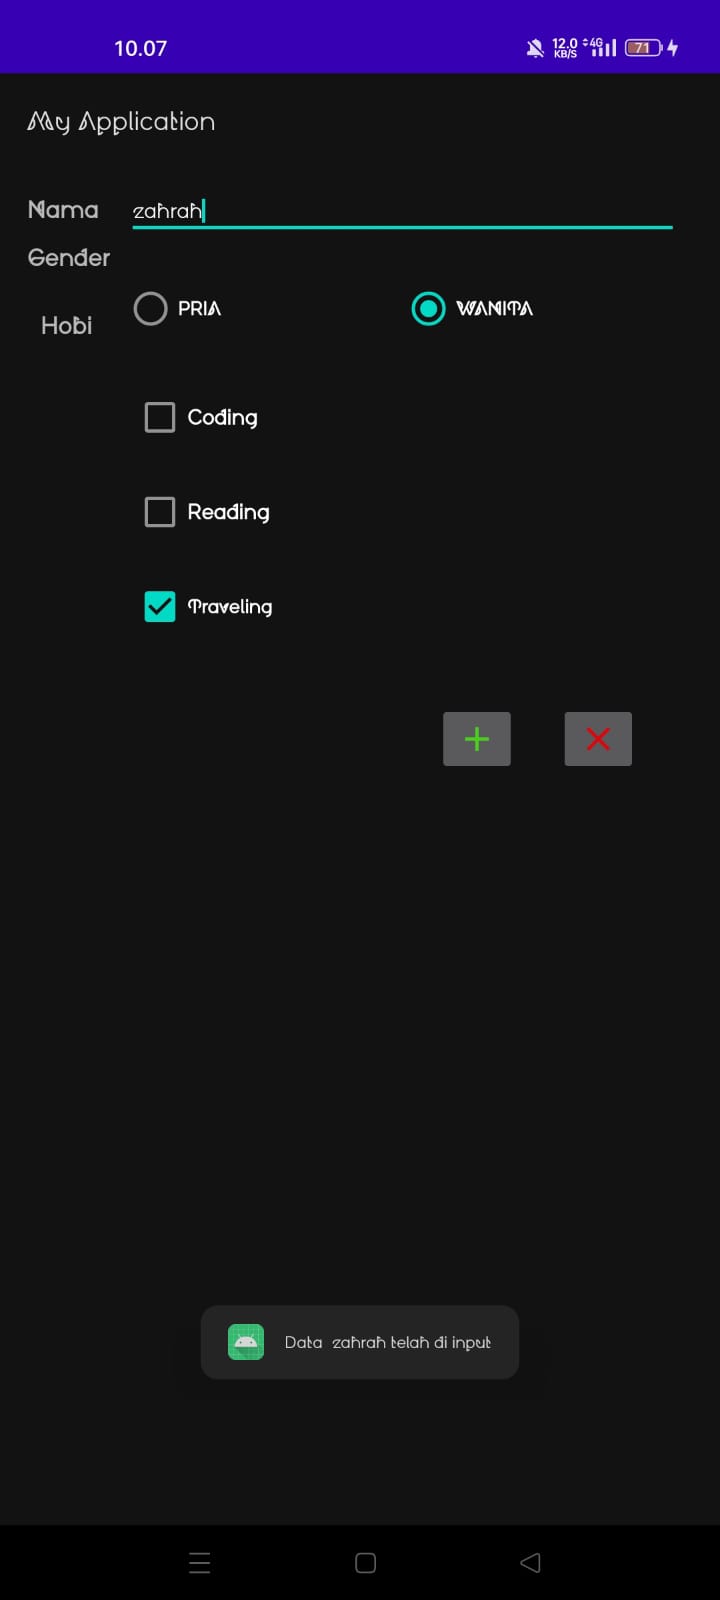 10.07
12.0 KB/S 4G 71
My Application
Nama zahrah
Gender
PRIA WANITA
Hobi
Coding
Reading
Traveling
Data zahrah telah di input